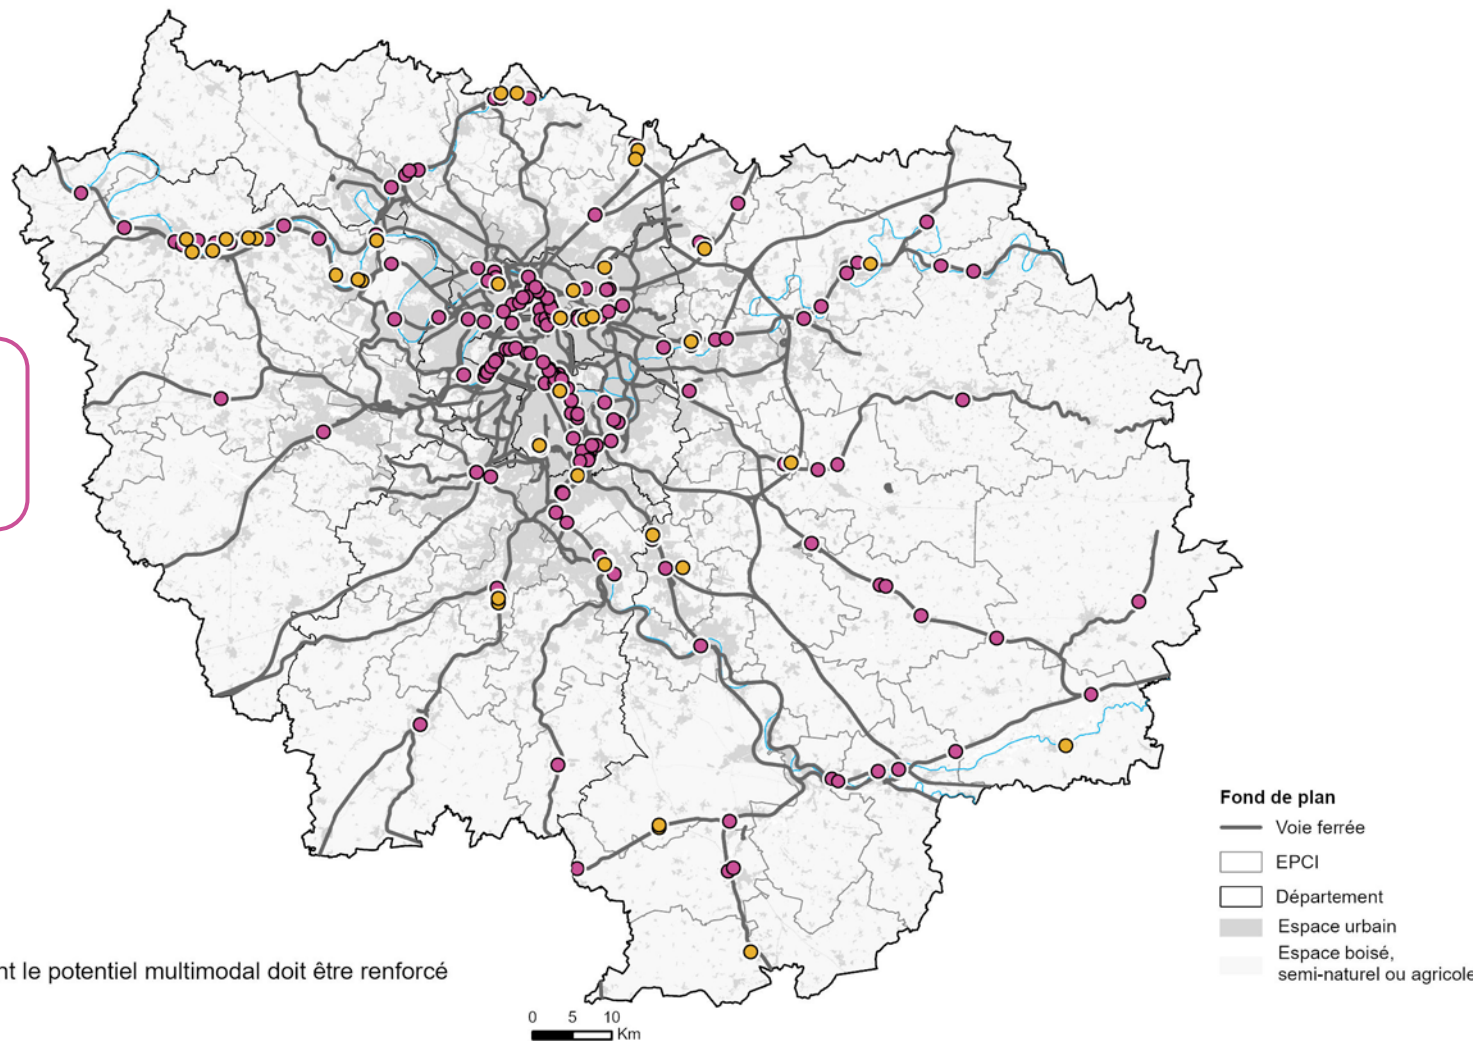 Fond de plan
Voie ferrée
EPCI
Département
Espace urbain
Espace boisé,
semi-naturel ou agricole
le potentiel multimodal doit être renforcé
0 5 10
Km